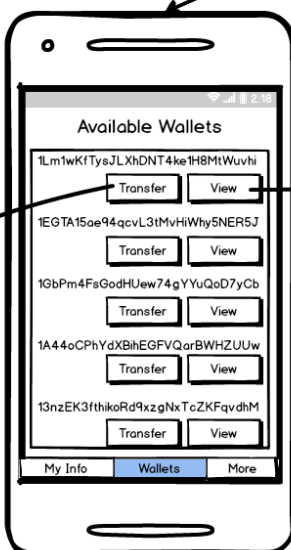 2:18
Available Wallets
1Lm1wKfTysJLXhDNT4ke1H8MtWuvhi
Transfer View
1EGTA15ae94qcvL3tMvHiWhy5NER5J
Transfer View
1GbPm4FsGodHUew74gYYuQoD7yCb
Transfer View
1A44oCPhYdXBihEGFVQarBWHZUUw
Transfer View
13nzEK3fthikoRd9xzgNxTcZKFqvdhM
Transfer View
My Info Wallets More